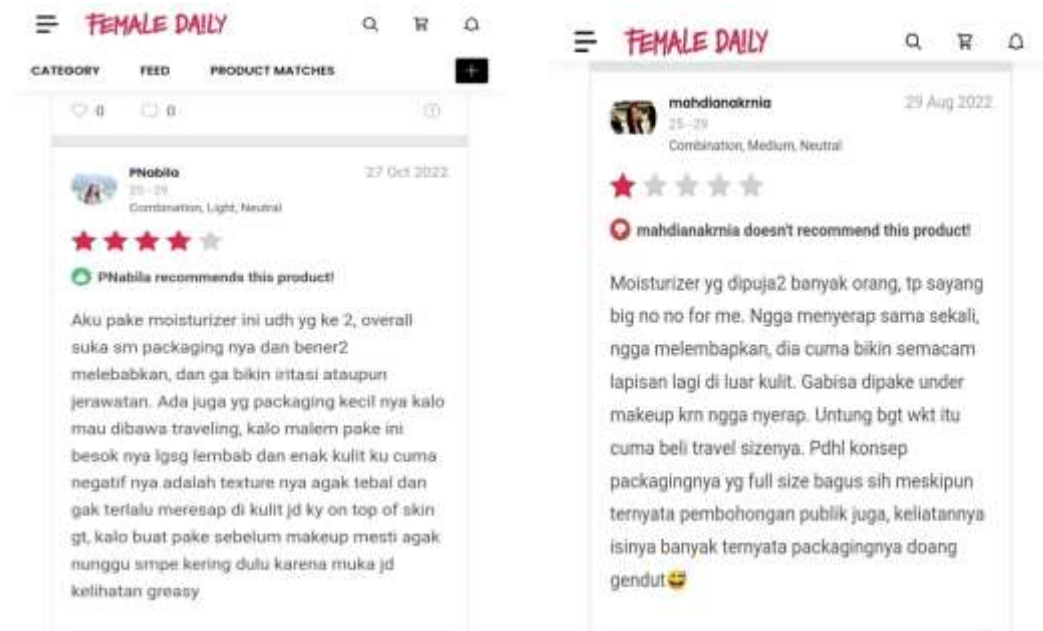 FEMALE DAILY
CATEGORY FEED PRODUCT MATCHES
0 0
PNabila
27 Oct 2022
25 - 29
Combination, Light, Neutral
PNabila recommends this product!
Aku pake moisturizer ini udh yg ke 2, overall
suka sm packaging nya dan bener2
melebabkan, dan ga bikin iritasi ataupun
jerawatan. Ada juga yg packaging kecil nya kalo
mau dibawa traveling, kalo malem pake ini
besok nya lgsg lembab dan enak kulit ku cuma
negatif nya adalah texture nya agak tebal dan
gak terlalu meresap di kulit jd ky on top of skin
gt, kalo buat pake sebelum makeup mesti agak
nunggu smpe kering dulu karena muka jd
kelihatan greasy
FEMALE DAILY
mahdianakrnia
29 Aug 2022
25 - 29
Combination, Medium, Neutral
mahdianakrnia doesn't recommend this product!
Moisturizer yg dipuja2 banyak orang, tp sayang
big no no for me. Ngga menyerap sama sekali,
ngga melembapkan, dia cuma bikin semacam
lapisan lagi di luar kulit. Gabisa dipake under
makeup krn ngga nyerap. Untung bgt wkt itu
cuma beli travel sizenya. Pdhl konsep
packagingnya yg full size bagus sih meskipun
ternyata pembohongan publik juga, keliatannya
isinya banyak ternyata packagingnya doang
gendut😅